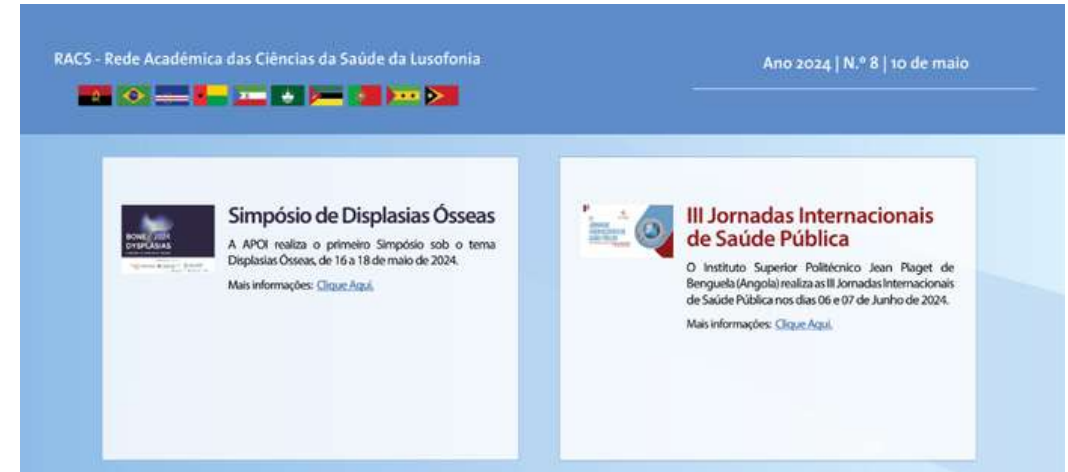 RACS - Rede Académica das Ciências da Saúde da Lusofonia
Ano 2024 | N.º 8 | 10 de maio
BONE 2024
DYSPLASIAS
Simpósio de Displasias Ósseas
A APOI realiza o primeiro Simpósio sob o tema
Displasias Ósseas, de 16 a 18 de maio de 2024.
Mais informações: Clique Aqui.
III Jornadas Internacionais
de Saúde Pública
O Instituto Superior Politécnico Jean Piaget de
Benguela (Angola) realiza as III Jornadas Internacionais
de Saúde Pública nos dias 06 e 07 de Junho de 2024.
Mais informações: Clique Aqui.